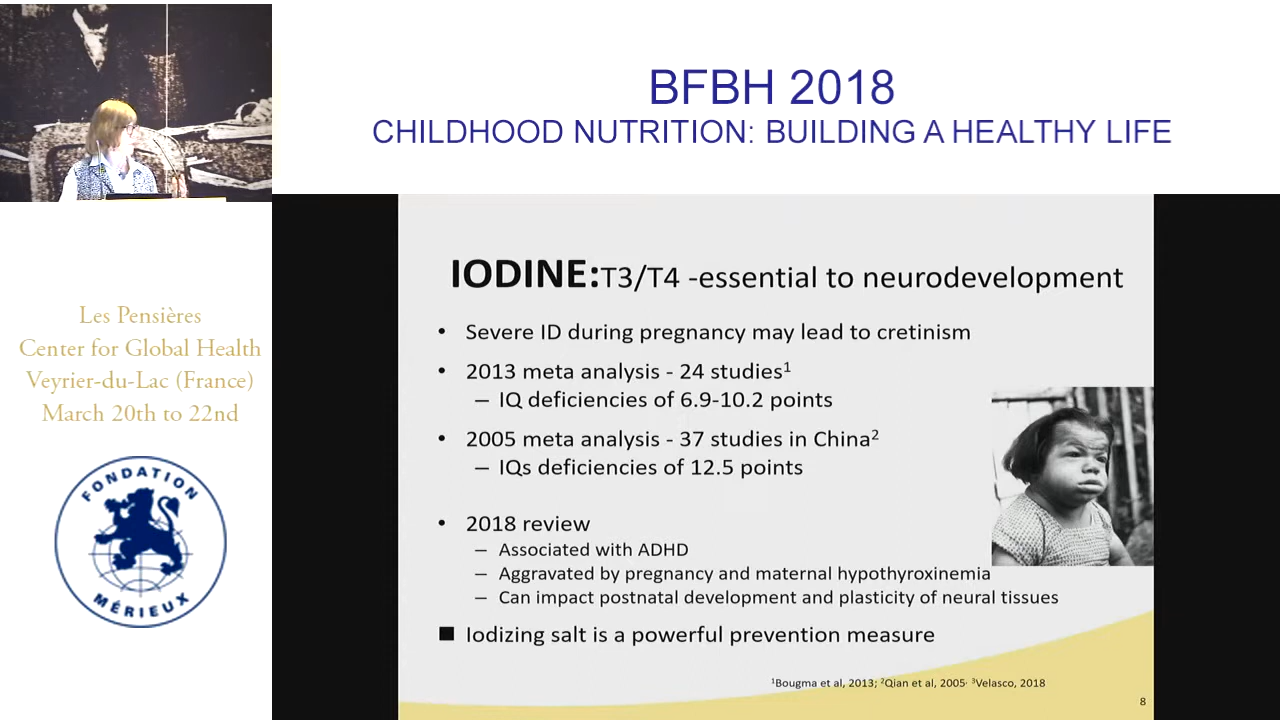 BFBH 2018
CHILDHOOD NUTRITION: BUILDING A HEALTHY LIFE
Les Pensières
Center for Global Health
Veyrier-du-Lac (France)
March 20th to 22nd
FONDATION
MÉRIEUX
IODINE:T3/T4 -essential to neurodevelopment
• Severe ID during pregnancy may lead to cretinism
• 2013 meta analysis - 24 studies¹
– IQ deficiencies of 6.9-10.2 points
• 2005 meta analysis - 37 studies in China²
– IQs deficiencies of 12.5 points
• 2018 review
– Associated with ADHD
– Aggravated by pregnancy and maternal hypothyroxinemia
– Can impact postnatal development and plasticity of neural tissues
■ Iodizing salt is a powerful prevention measure
¹Bougma et al, 2013; ²Qian et al, 2005· ³Velasco, 2018
8